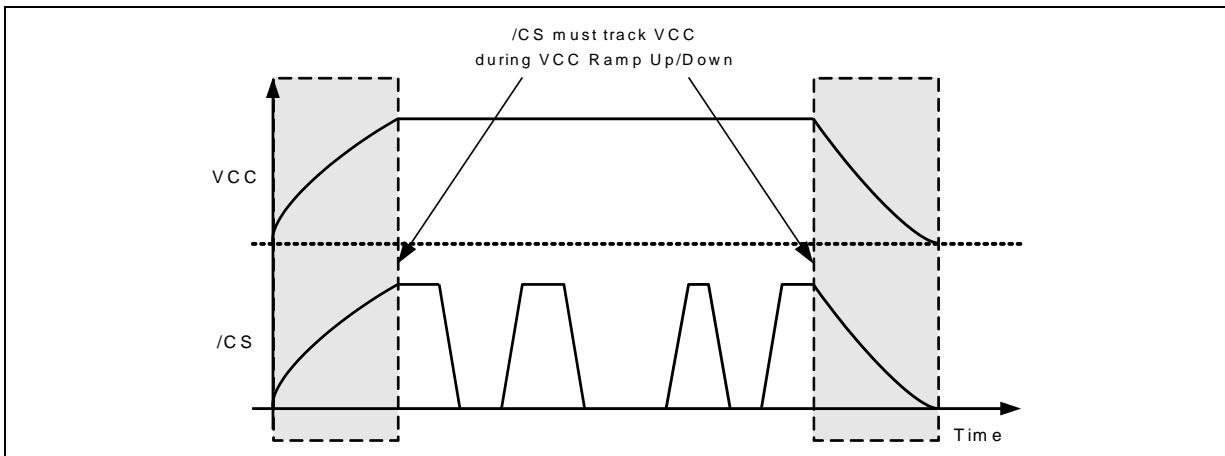 /CS must track VCC
during VCC Ramp Up/Down
VCC
/CS
Time